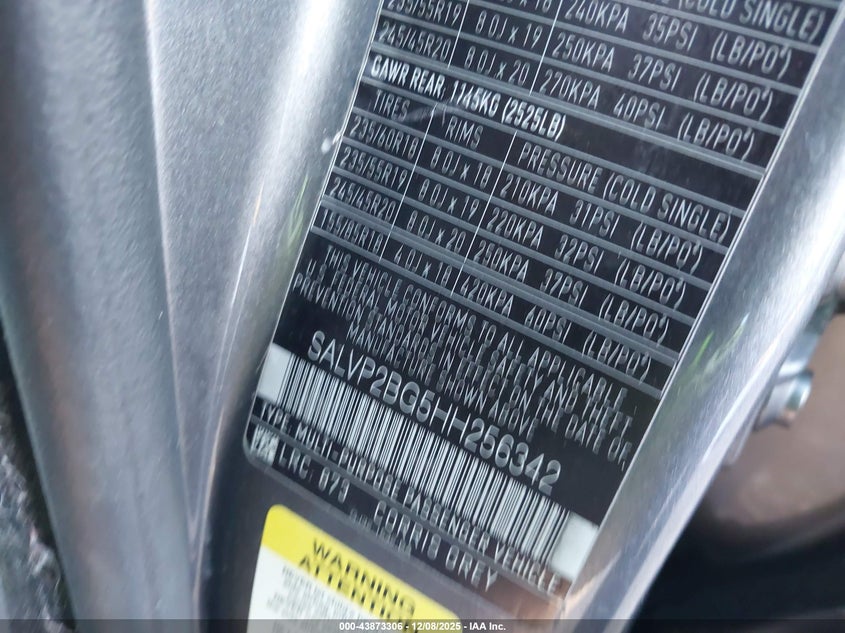 240KPA 35PSI (LB/PO²)
235/55R19 8.0J x 19 250KPA 37PSI (LB/PO²)
245/45R20 8.0J x 20 270KPA 40PSI (LB/PO²)
GAWR REAR. 1145KG (2525LB)
TIRES RIMS PRESSURE (COLD SINGLE)
235/60R18 8.0J x 18 210KPA 31PSI (LB/PO²)
235/55R19 8.0J x 19 220KPA 32PSI (LB/PO²)
245/45R20 8.0J x 20 250KPA 37PSI (LB/PO²)
155/85R18 4.0J x 18 420KPA 60PSI (LB/PO²)
THIS VEHICLE CONFORMS TO ALL APPLICABLE
U.S. FEDERAL MOTOR VEHICLE SAFETY AND THEFT
PREVENTION STANDARDS IN EFFECT ON THE DATE OF
MANUFACTURE SHOWN ABOVE.
SALVP2BG5HH256342
TYPE: MULTI-PURPOSE PASSENGER VEHICLE
LRC: 873
CORRIS GREY
WARNING
ATTENTION
000-43873306 - 12/08/2025 - IAA Inc.